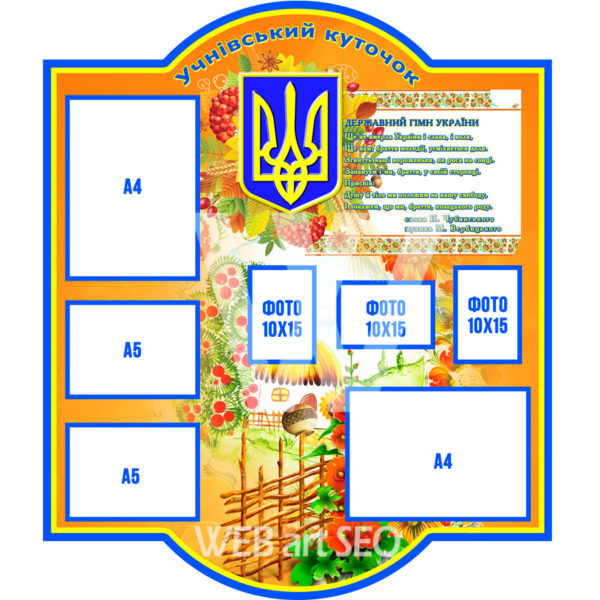 Учнівський куточок
ДЕРЖАВНИЙ ГІМН УКРАЇНИ
Ще не вмерла України і слава, і воля,
Ще нам, браття молодії, усміхнеться доля.
Згинуть наші вороженьки, як роса на сонці.
Запануєм і ми, браття, у своїй сторонці.
Приспів:
Душу й тіло ми положим за нашу свободу,
І покажем, що ми, браття, козацького роду.
слова П. Чубинського
музика М. Вербицького
А4
ФОТО
10Х15
ФОТО
10Х15
ФОТО
10Х15
А5
А5
А4
WEB art SEO